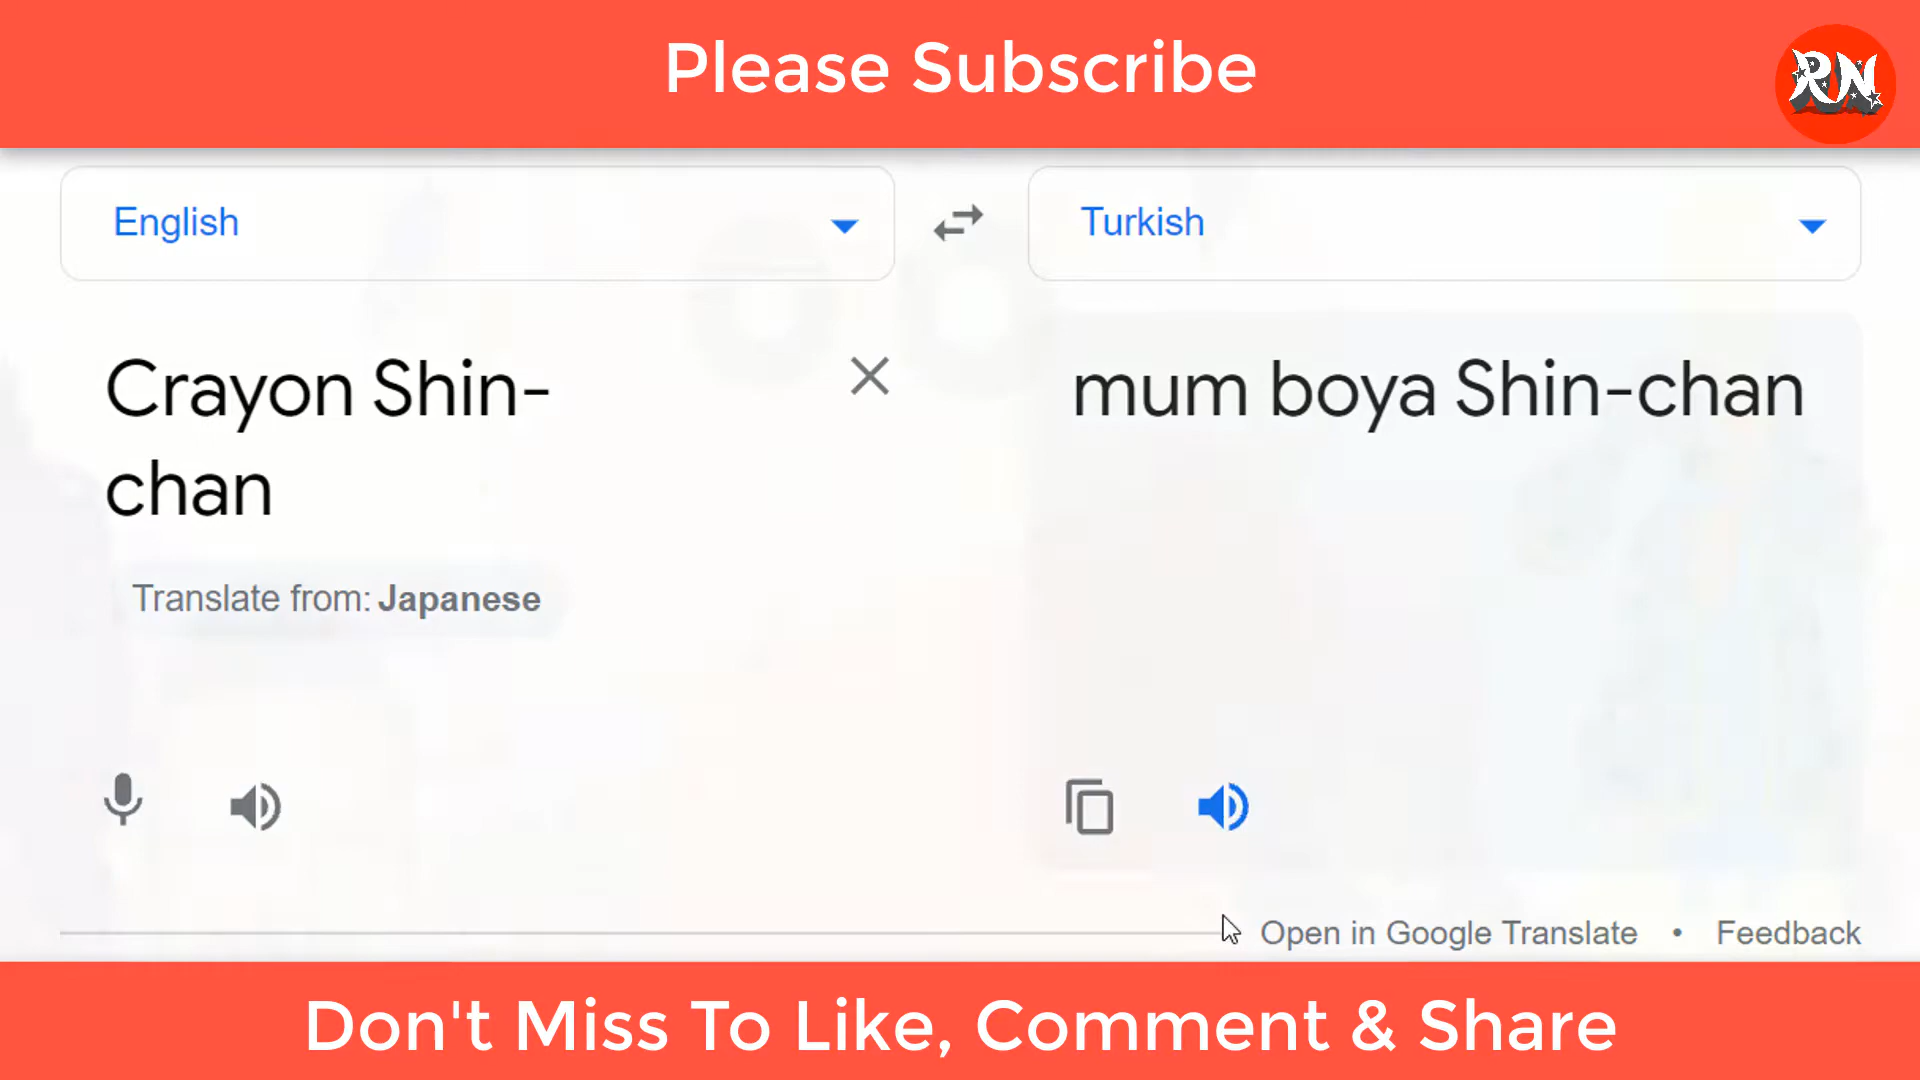 Please Subscribe
RN
English
Turkish
Crayon Shin-
chan
mum boya Shin-chan
Translate from: Japanese
Open in Google Translate • Feedback
Don't Miss To Like, Comment & Share